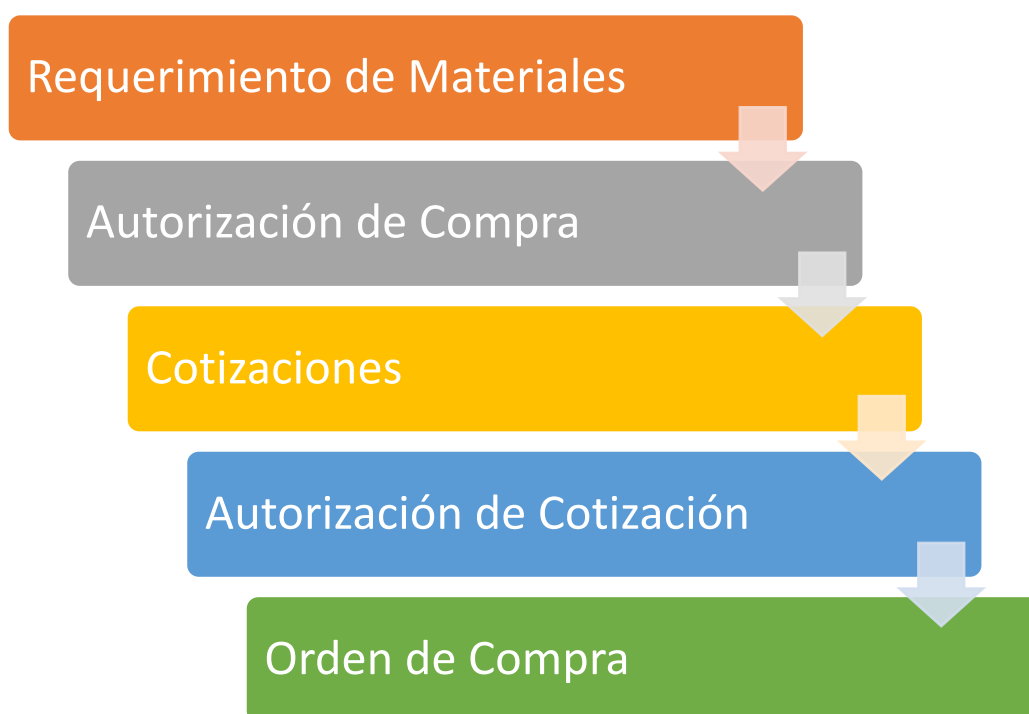 Requerimiento de Materiales
Autorización de Compra
Cotizaciones
Autorización de Cotización
Orden de Compra